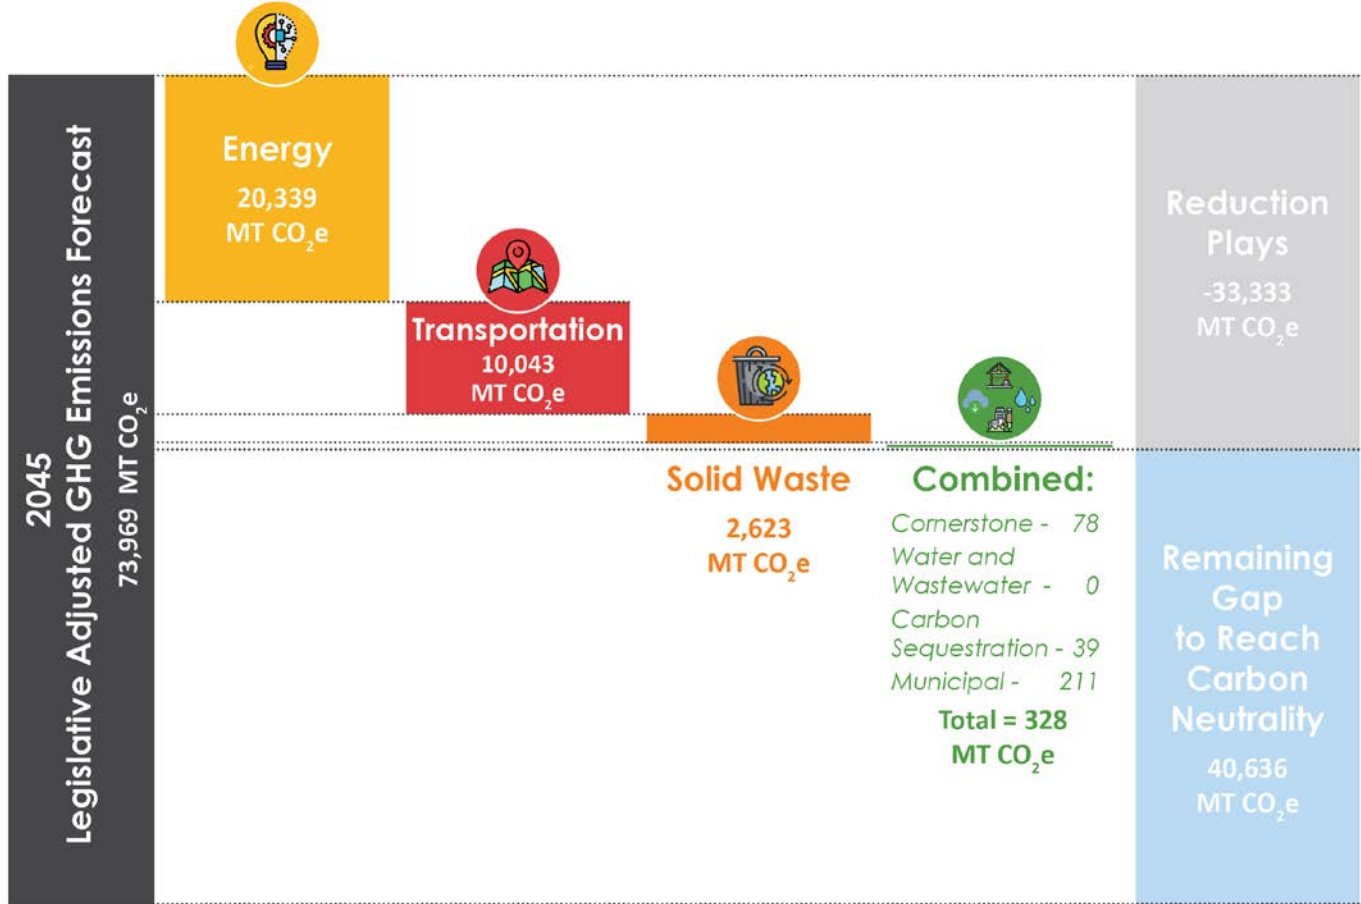 2045
Legislative Adjusted GHG Emissions Forecast
73,969 MT CO₂e
Energy
20,339
MT CO₂e
Transportation
10,043
MT CO₂e
Solid Waste
2,623
MT CO₂e
Combined:
Cornerstone - 78
Water and
Wastewater - 0
Carbon
Sequestration - 39
Municipal - 211
Total = 328
MT CO₂e
Reduction
Plays
-33,333
MT CO₂e
Remaining
Gap
to Reach
Carbon
Neutrality
40,636
MT CO₂e